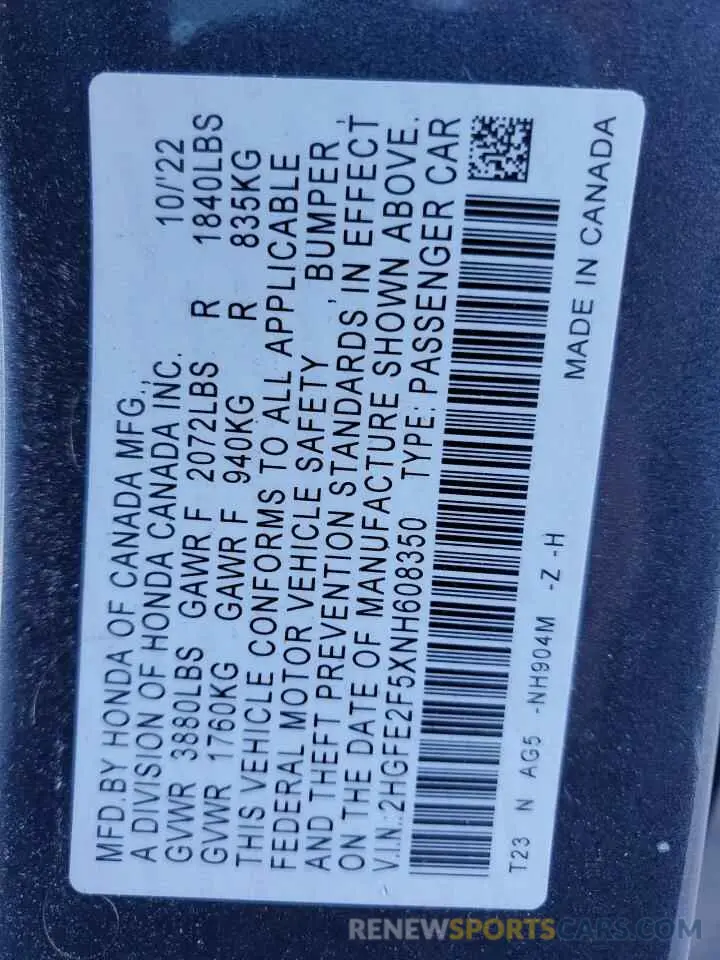 MFD.BY HONDA OF CANADA MFG.,
A DIVISION OF HONDA CANADA INC. 10/'22
GVWR 3880LBS GAWR F 2072LBS R 1840LBS
GVWR 1760KG GAWR F 940KG R 835KG
THIS VEHICLE CONFORMS TO ALL APPLICABLE
FEDERAL MOTOR VEHICLE SAFETY , BUMPER ,
AND THEFT PREVENTION STANDARDS IN EFFECT
ON THE DATE OF MANUFACTURE SHOWN ABOVE.
V.I.N.:2HGFE2F5XNH608350 TYPE: PASSENGER CAR
T23 N AG5 -NH904M -Z -H
MADE IN CANADA
RENEWSPORTSCARS.COM